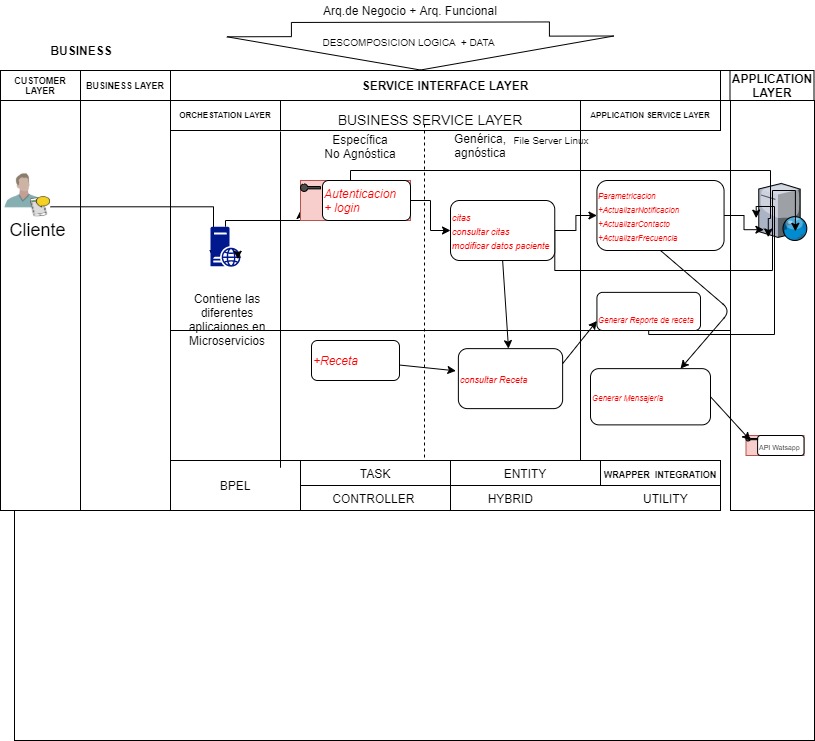 Arq.de Negocio + Arq. Funcional
DESCOMPOSICION LOGICA + DATA
BUSINESS
CUSTOMER
LAYER
BUSINESS LAYER
SERVICE INTERFACE LAYER
APPLICATION
LAYER
ORCHESTATION LAYER
BUSINESS SERVICE LAYER
APPLICATION SERVICE LAYER
Específica
No Agnóstica
Genérica,
agnóstica
File Server Linux
Cliente
Autenticacion
+ login
citas
consultar citas
modificar datos paciente
Parametricacion
+ActualizarNotificacion
+ActualizarContacto
+ActualizarFrecuencia
Contiene las
diferentes
aplicaiones en
Microservicios
Generar Reporte de receta
+Receta
consultar Receta
Generar Mensajeria
API Watsapp
BPEL
TASK
ENTITY
WRAPPER INTEGRATION
CONTROLLER
HYBRID
UTILITY